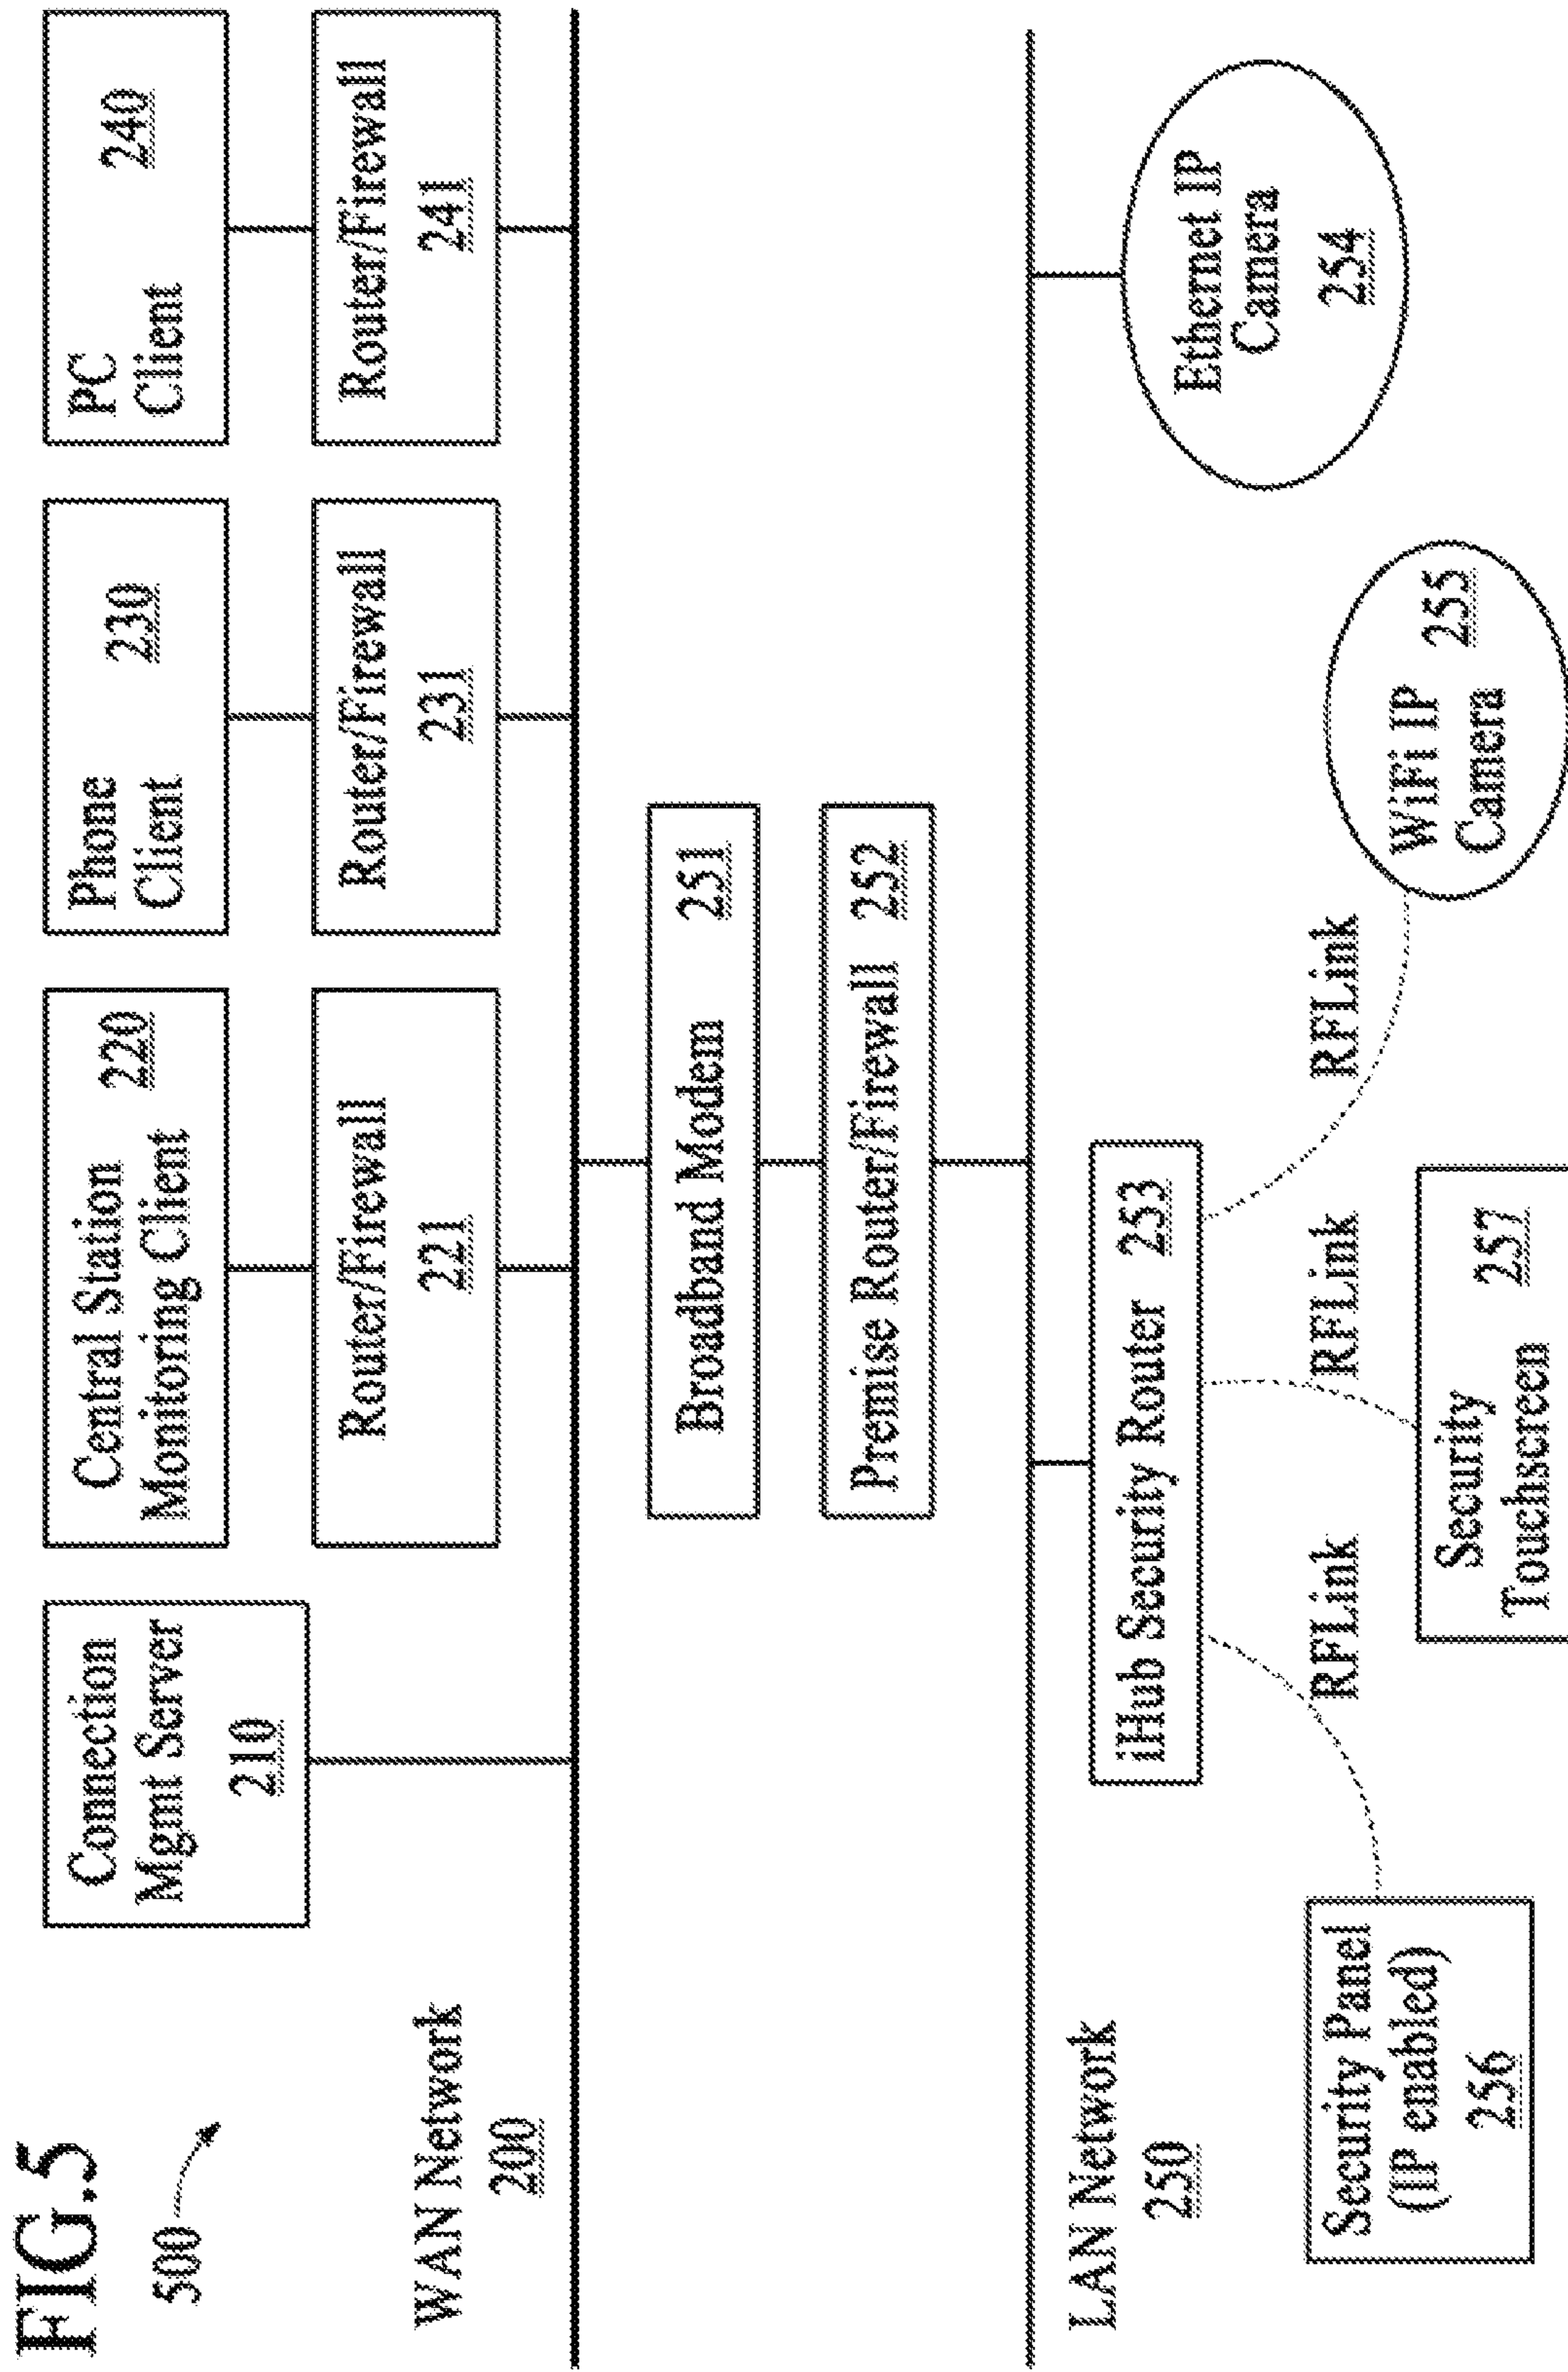 FIG.5
500
Connection
Mgmt Server
210
Central Station
Monitoring Client
220
Phone
Client
230
PC
Client
240
Router/Firewall
221
Router/Firewall
231
Router/Firewall
241
WAN Network
200
Broadband Modem 251
Premise Router/Firewall 252
LAN Network
250
iHub Security Router 253
Ethernet IP
Camera
254
RFLink
RFLink
RFLink
Security Panel
(IP enabled)
256
Security
Touchscreen
257
WiFi IP
Camera
255